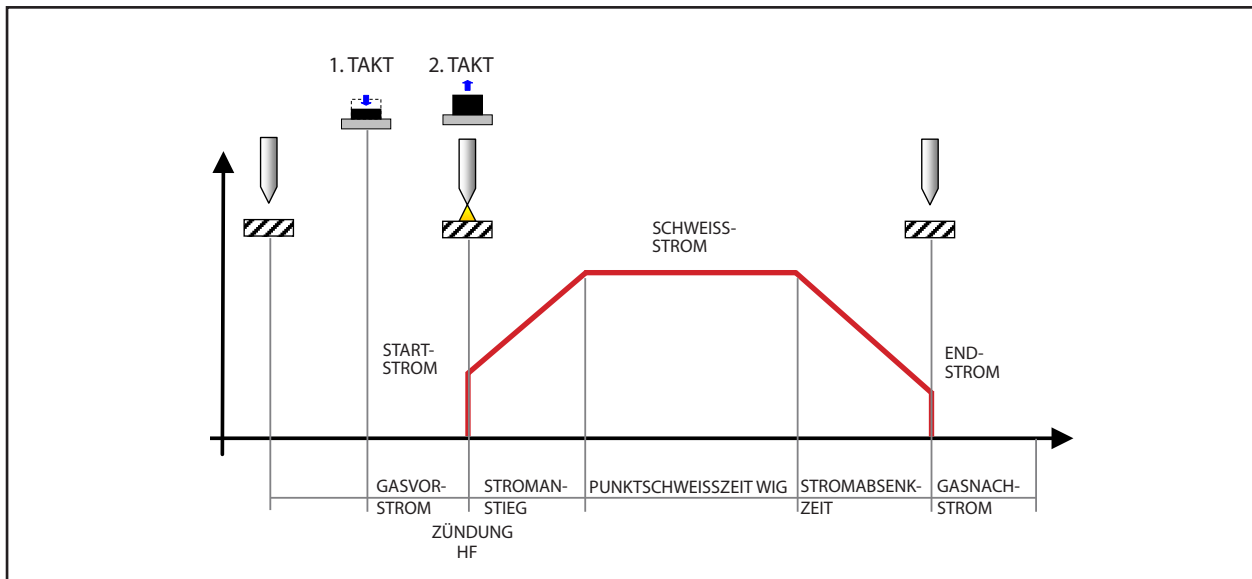 1. TAKT
2. TAKT
SCHWEISS-
STROM
START-
STROM
END-
STROM
GASVOR-
STROM
STROMAN-
STIEG
PUNKTSCHWEISSZEIT WIG
STROMABSENK-
ZEIT
GASNACH-
STROM
ZÜNDUNG
HF